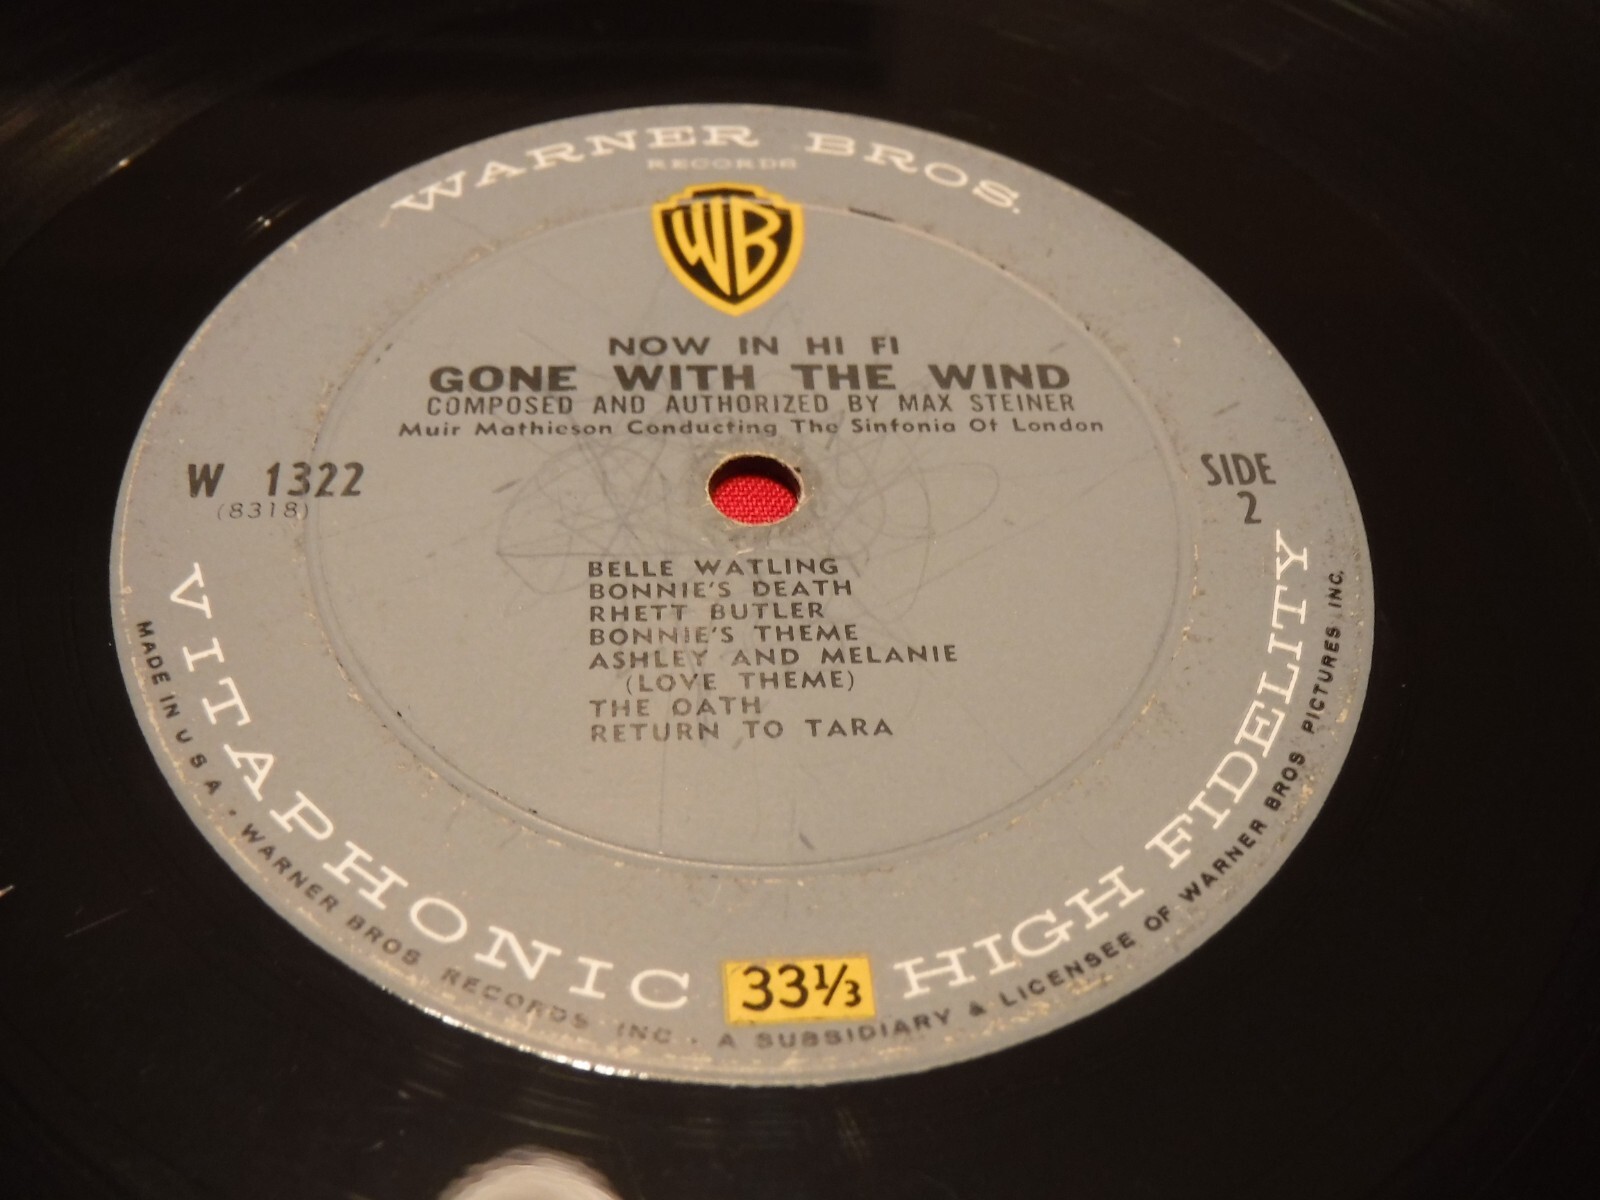 WARNER BROS.
RECORDS
WB
NOW IN HI FI
GONE WITH THE WIND
COMPOSED AND AUTHORIZED BY MAX STEINER
Muir Mathieson Conducting The Sinfonia Of London
W 1322
(8318)
SIDE
2
BELLE WATLING
BONNIE'S DEATH
RHETT BUTLER
BONNIE'S THEME
ASHLEY AND MELANIE
(LOVE THEME)
THE OATH
RETURN TO TARA
VITAPHONIC 33⅓ HIGH FIDELITY
MADE IN U S A • WARNER BROS RECORDS INC • A SUBSIDIARY & LICENSEE OF WARNER BROS PICTURES INC.